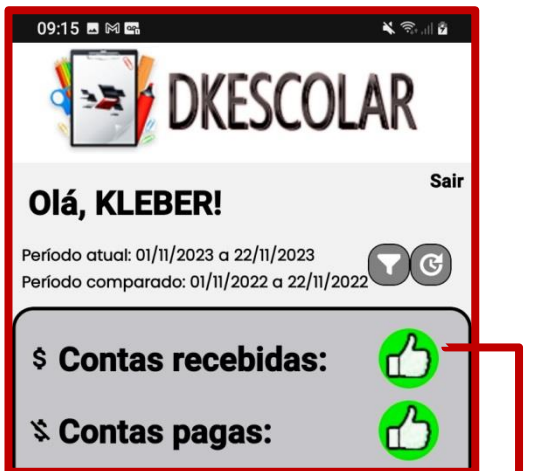 09:15
DKESCOLAR
Sair
Olá, KLEBER!
Período atual: 01/11/2023 a 22/11/2023
Período comparado: 01/11/2022 a 22/11/2022
$ Contas recebidas:
Contas pagas: